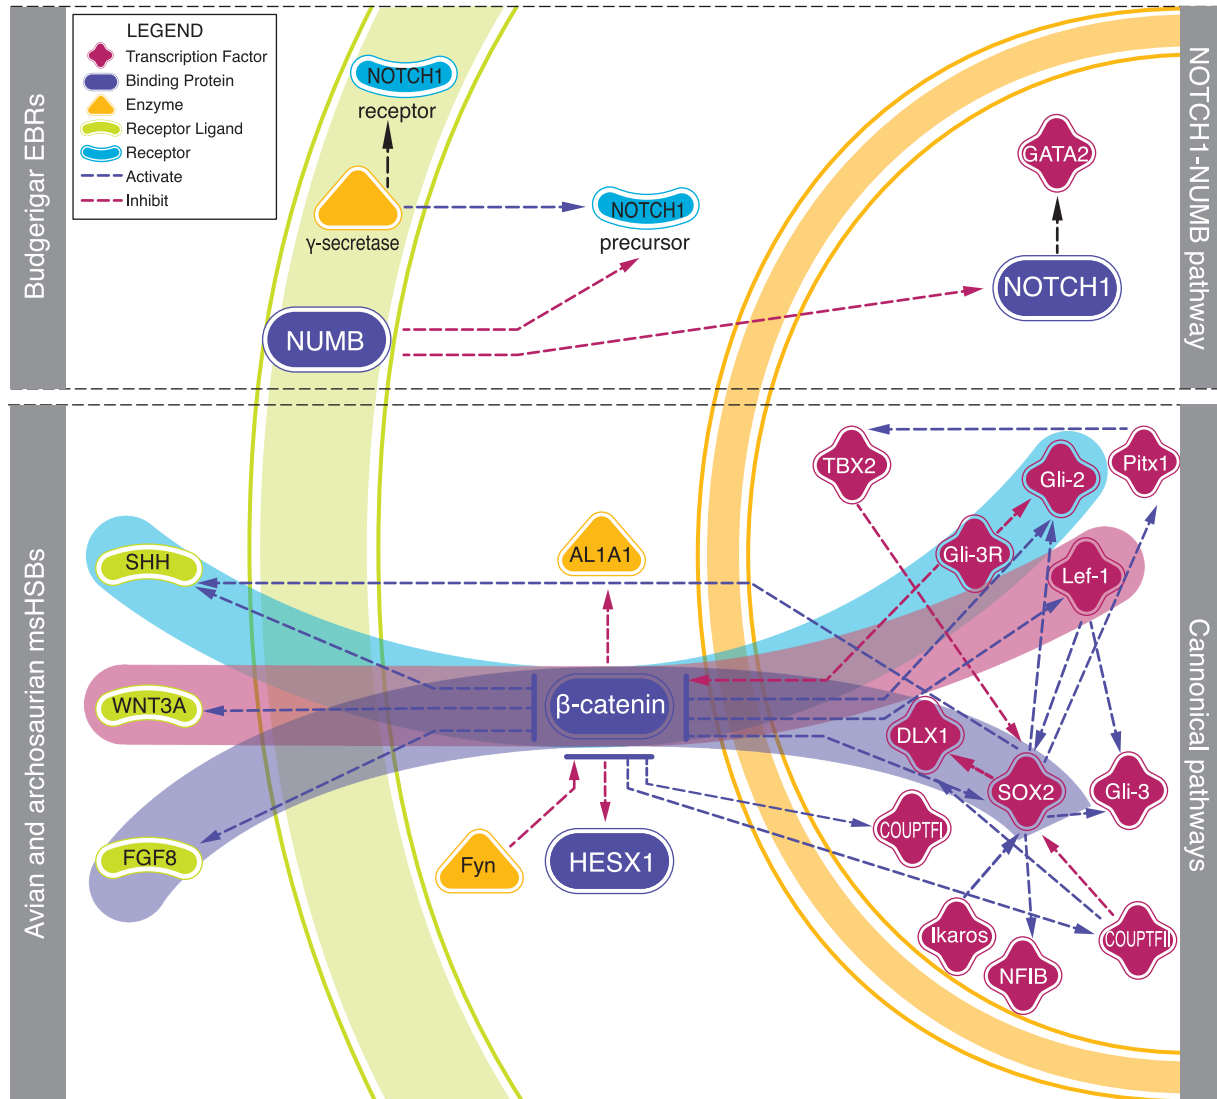 LEGEND
Transcription Factor
Binding Protein
Enzyme
Receptor Ligand
Receptor
Activate
Inhibit
Budgerigar EBRs
NOTCH1-NUMB pathway
NOTCH1
receptor
γ-secretase
NOTCH1
precursor
GATA2
NOTCH1
NUMB
Avian and archosaurian msHSBs
Canmonical pathways
TBX2
Pitx1
Gli-2
Gli-3R
Lef-1
SHH
AL1A1
WNT3A
β-catenin
DLX1
SOX2
Gli-3
COUPTFI
FGF8
Fyn
HESX1
Ikaros
COUPTFII
NFIB